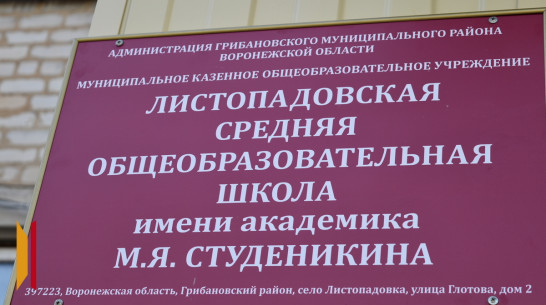 АДМИНИСТРАЦИЯ ГРИБАНОВСКОГО МУНИЦИПАЛЬНОГО РАЙОНА
ВОРОНЕЖСКОЙ ОБЛАСТИ
МУНИЦИПАЛЬНОЕ КАЗЕННОЕ ОБЩЕОБРАЗОВАТЕЛЬНОЕ УЧРЕЖДЕНИЕ
ЛИСТОПАДОВСКАЯ
СРЕДНЯЯ
ОБЩЕОБРАЗОВАТЕЛЬНАЯ
ШКОЛА
имени академика
М.Я. СТУДЕНИКИНА
397223, Воронежская область, Грибановский район, село Листопадовка, улица Глотова, дом 2